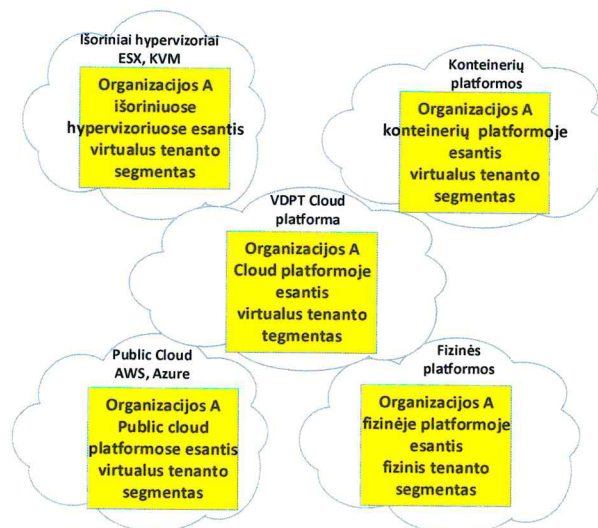 Išoriniai hypervizoriai
ESX, KVM
Organizacijos A
išoriniuose
hypervizoriuose esantis
virtualus tenanto
segmentas
Konteinerių
platformos
Organizacijos A
konteinerių platformoje
esantis
virtualus tenanto
segmentas
VDPT Cloud
platforma
Organizacijos A
Cloud platformoje
esantis
virtualus tenanto
tegmentas
Public Cloud
AWS, Azure
Organizacijos A
Public cloud
platformose esantis
virtualus tenanto
segmentas
Fizinės
platformos
Organizacijos A
fizinėje platformoje
esantis
fizinis tenanto
segmentas